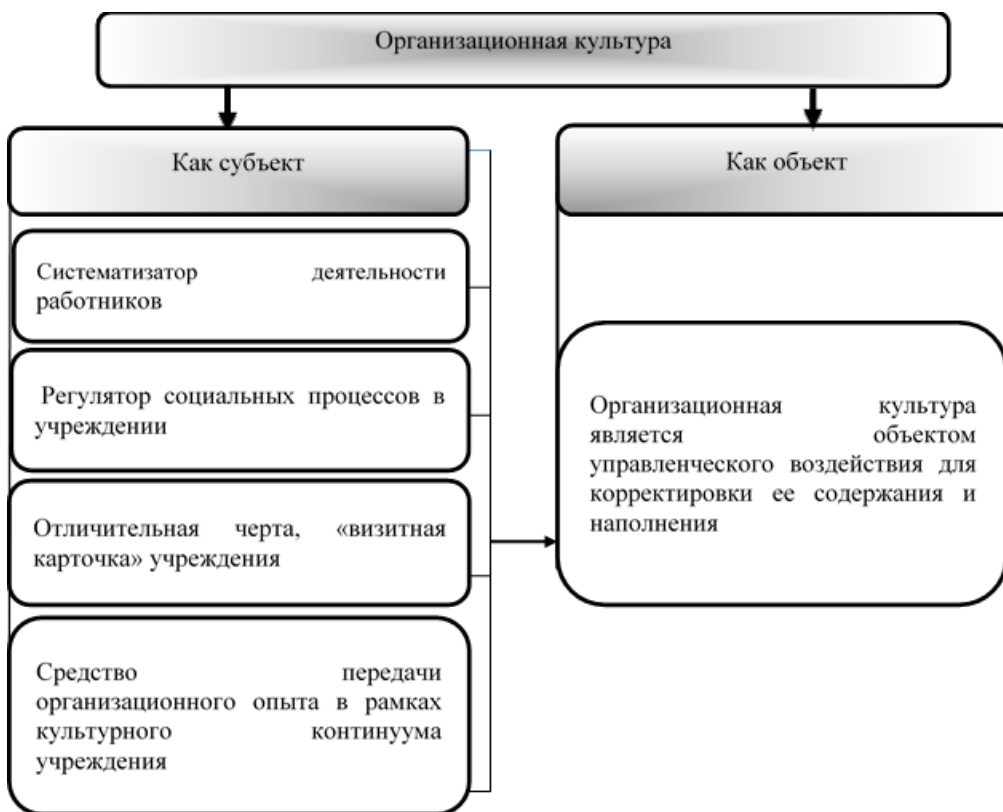 Организационная культура
Как субъект
Систематизатор деятельности
работников
Регулятор социальных процессов в
учреждении
Отличительная черта, «визитная
карточка» учреждения
Средство передачи
организационного опыта в рамках
культурного континуума
учреждения
Как объект
Организационная культура
является объектом
управленческого воздействия для
корректировки ее содержания и
наполнения